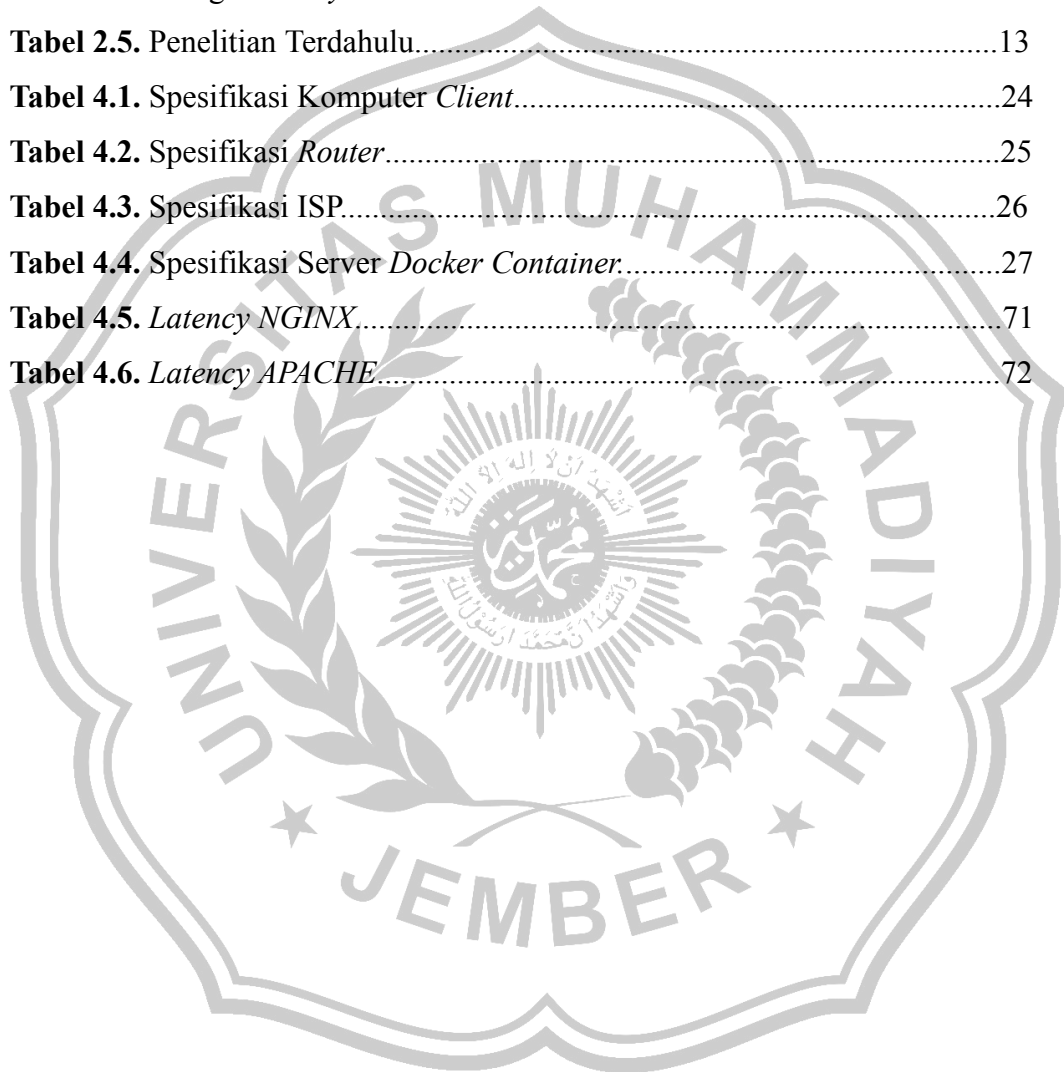 Tabel 2.5. Penelitian Terdahulu.......................................................................13
Tabel 4.1. Spesifikasi Komputer Client............................................................24
Tabel 4.2. Spesifikasi Router............................................................................25
Tabel 4.3. Spesifikasi ISP.................................................................................26
Tabel 4.4. Spesifikasi Server Docker Container...............................................27
Tabel 4.5. Latency NGINX................................................................................71
Tabel 4.6. Latency APACHE.............................................................................72
UNIVERSITAS MUHAMMADIYAH
JEMBER